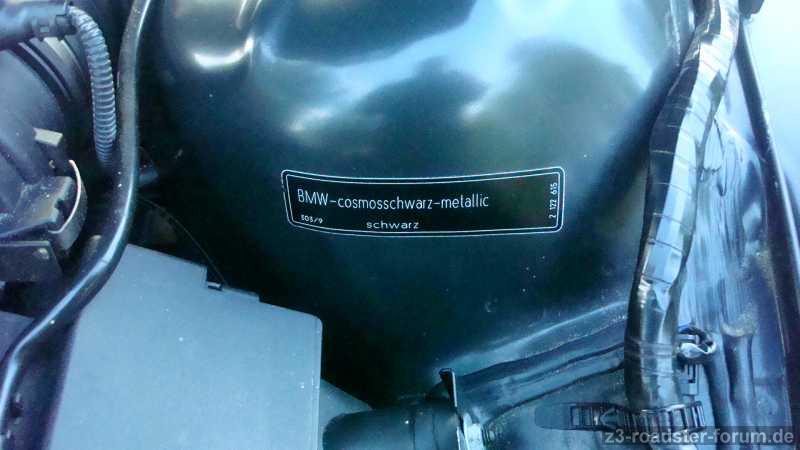 BMW-cosmosschwarz-metallic
303/9
schwarz
2 122 615
z3-roadster-forum.de